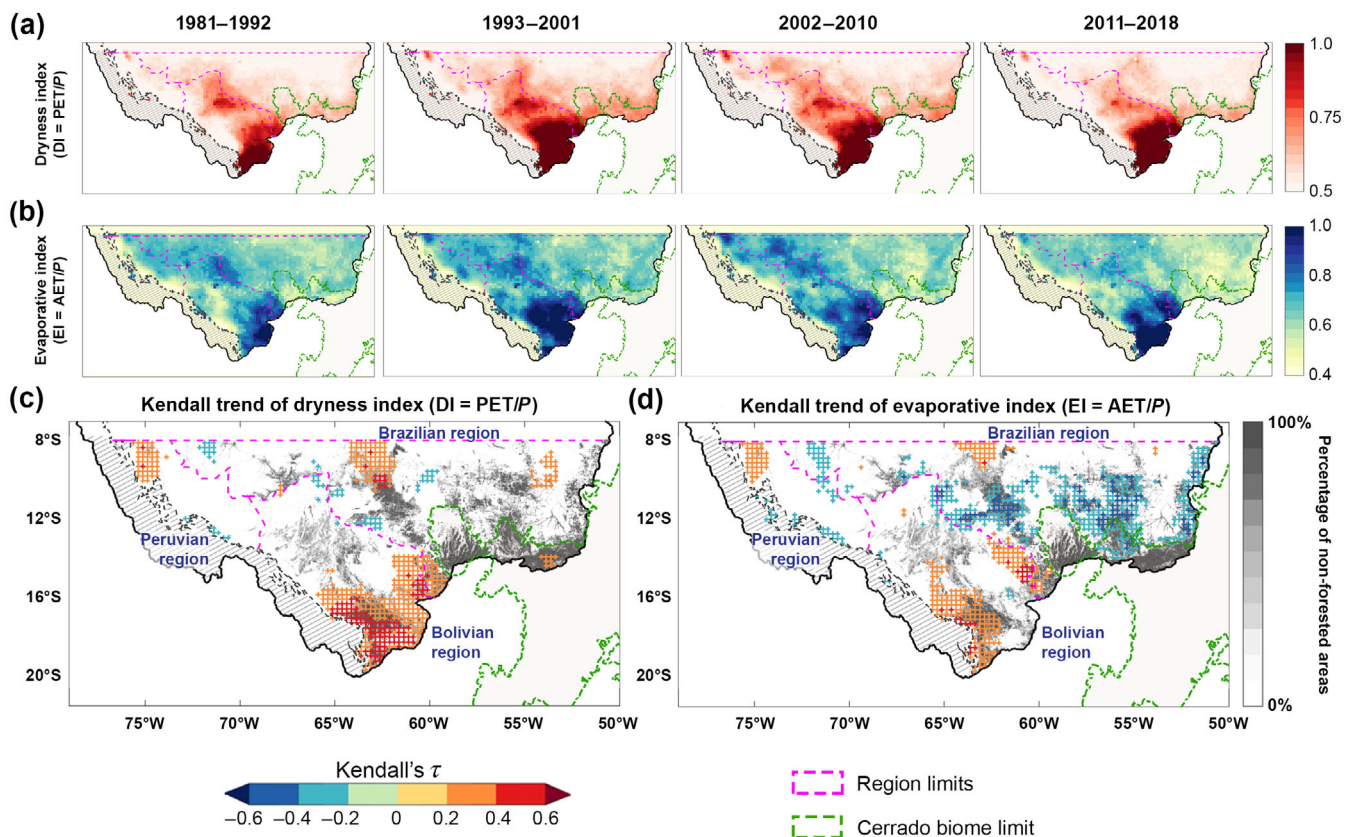 (a)
1981–1992
1993–2001
2002–2010
2011–2018
Dryness index
(DI = PET/P)
1.0
0.75
0.5
(b)
Evaporative index
(EI = AET/P)
1.0
0.9
0.8
0.7
0.6
0.4
(c)
Kendall trend of dryness index (DI = PET/P)
8°S
12°S
16°S
20°S
Brazilian region
Peruvian region
Bolivian region
75°W
70°W
65°W
60°W
55°W
50°W
(d)
Kendall trend of evaporative index (EI = AET/P)
8°S
12°S
16°S
20°S
Brazilian region
Peruvian region
Bolivian region
75°W
70°W
65°W
60°W
55°W
50°W
100%
Percentage of non-forested areas
0%
Kendall's τ
–0.6
–0.4
–0.2
0
0.2
0.4
0.6
Region limits
Cerrado biome limit